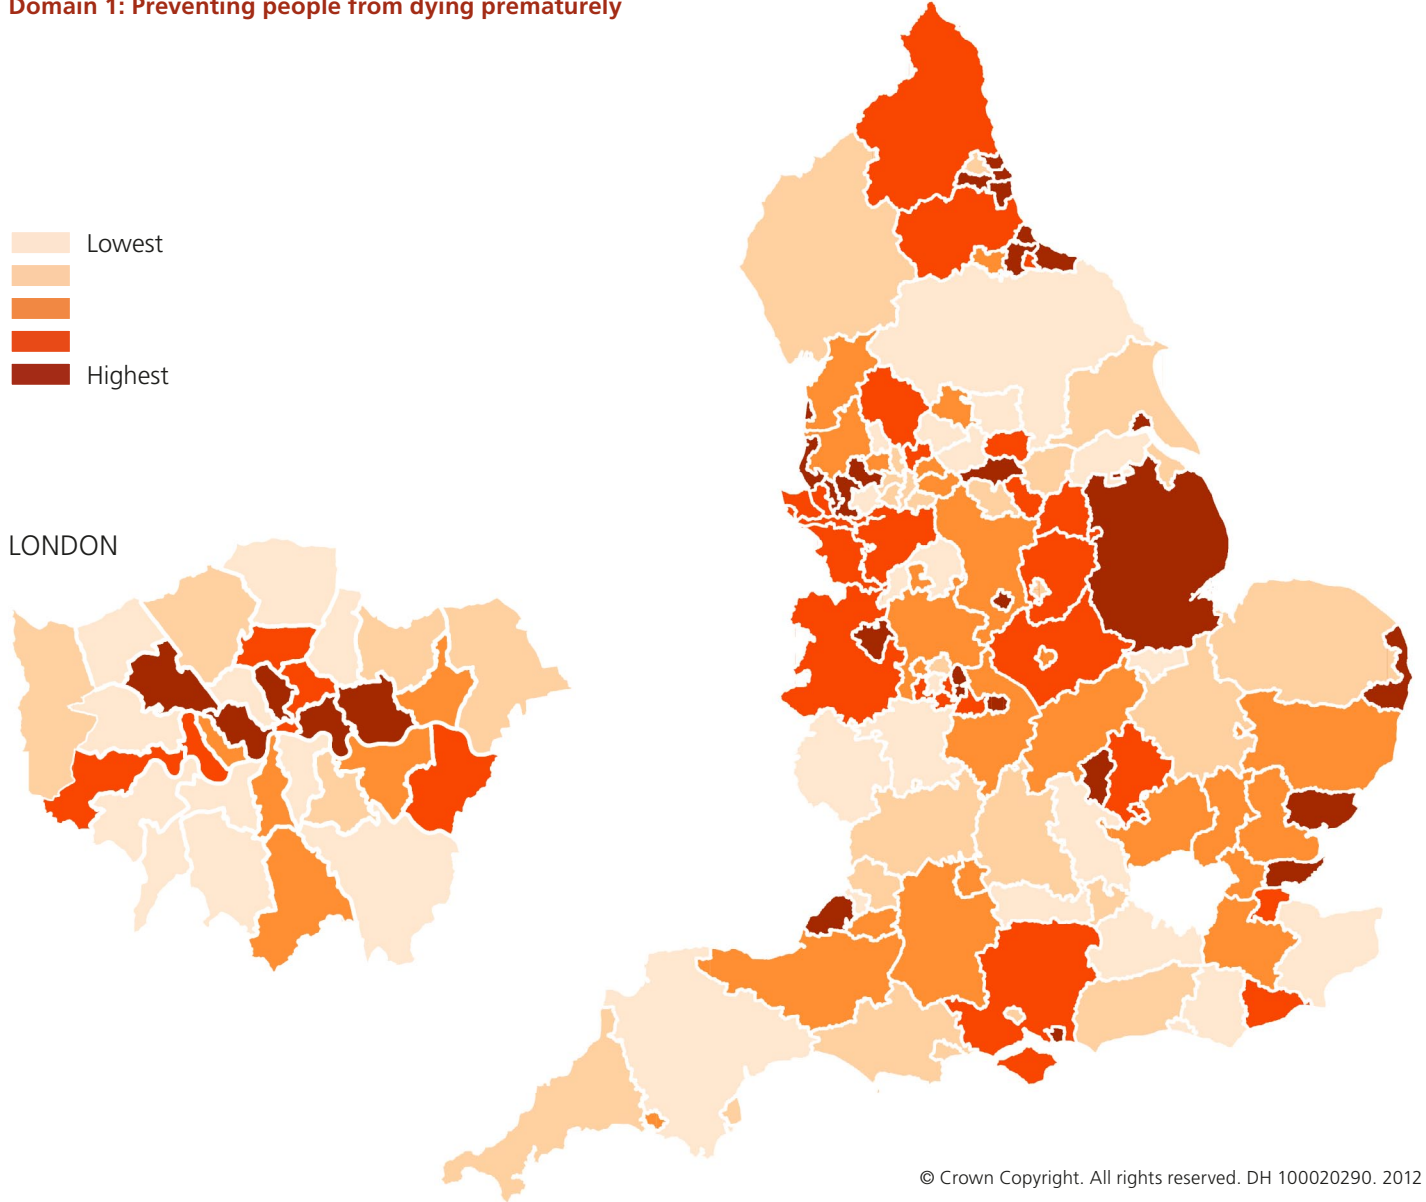 Domain 1: Preventing people from dying prematurely
Lowest
Highest
LONDON
© Crown Copyright. All rights reserved. DH 100020290. 2012